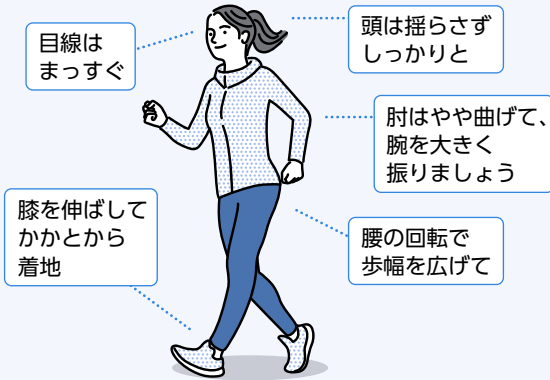 目線は
まっすぐ
頭は揺らさず
しっかりと
肘はやや曲げて、
腕を大きく
振りましょう
膝を伸ばして
かかとから
着地
腰の回転で
歩幅を広げて